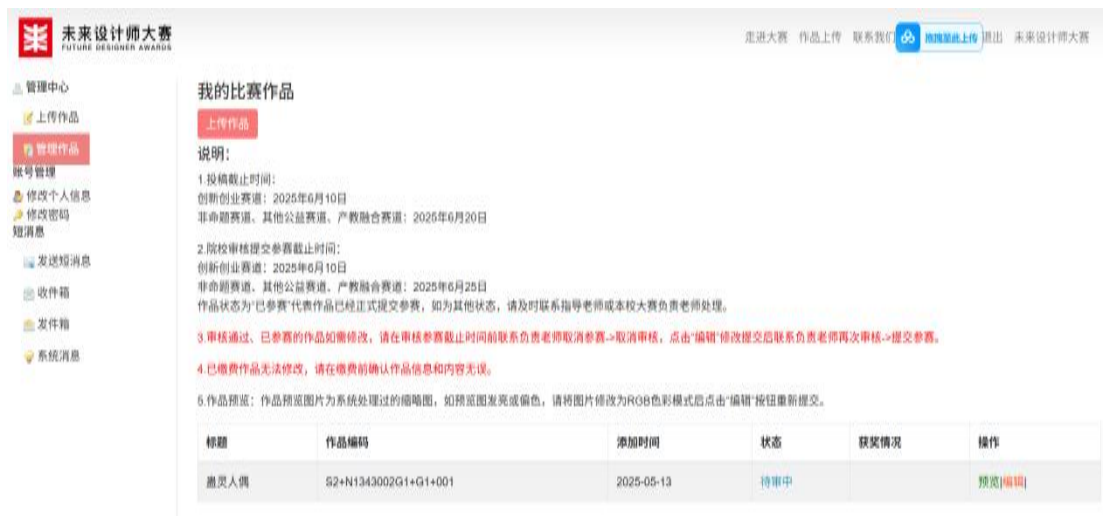 未来设计师大赛
FUTURE DESIGNER AWARDS
走进大赛 作品上传 联系我们 拖拽至此上传 退出 未来设计师大赛
管理中心
上传作品
管理作品
账号管理
修改个人信息
修改密码
短消息
发送短消息
收件箱
发件箱
系统消息
我的比赛作品
上传作品
说明：
1.投稿截止时间：
创新创业赛道：2025年6月10日
非命题赛道、其他公益赛道、产教融合赛道：2025年6月20日
2.院校审核提交参赛截止时间：
创新创业赛道：2025年6月10日
非命题赛道、其他公益赛道、产教融合赛道：2025年6月25日
作品状态为“已参赛”代表作品已经正式提交参赛，如为其他状态，请及时联系指导老师或本校大赛负责老师处理。
3.审核通过、已参赛的作品如需修改，请在审核参赛截止时间前联系负责老师取消参赛->取消审核，点击“编辑”修改提交后联系负责老师再次审核->提交参赛。
4.已缴费作品无法修改，请在缴费前确认作品信息和内容无误。
5.作品预览：作品预览图片为系统处理过的缩略图，如预览图发亮或偏色，请将图片修改为RGB色彩模式后点击“编辑”按钮重新提交。
标题 作品编码 添加时间 状态 获奖情况 操作
蛊灵人偶 S2+N1343002G1+G1+001 2025-05-13 待审中 预览|编辑|